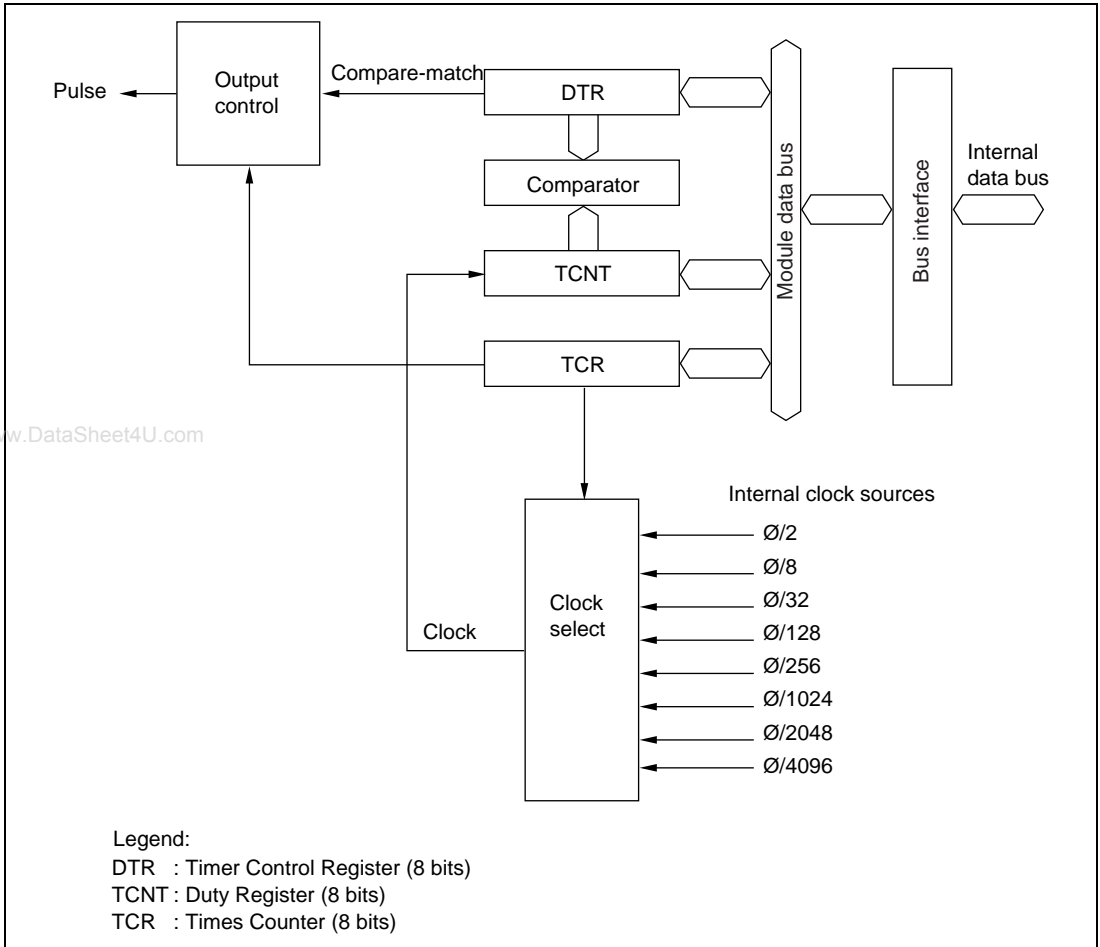 Pulse
Output
control
Compare-match
DTR
Comparator
TCNT
TCR
Module data bus
Bus interface
Internal
data bus
w.DataSheet4U.com
Internal clock sources
Clock
select
Clock
Ø/2
Ø/8
Ø/32
Ø/128
Ø/256
Ø/1024
Ø/2048
Ø/4096
Legend:
DTR : Timer Control Register (8 bits)
TCNT : Duty Register (8 bits)
TCR : Times Counter (8 bits)